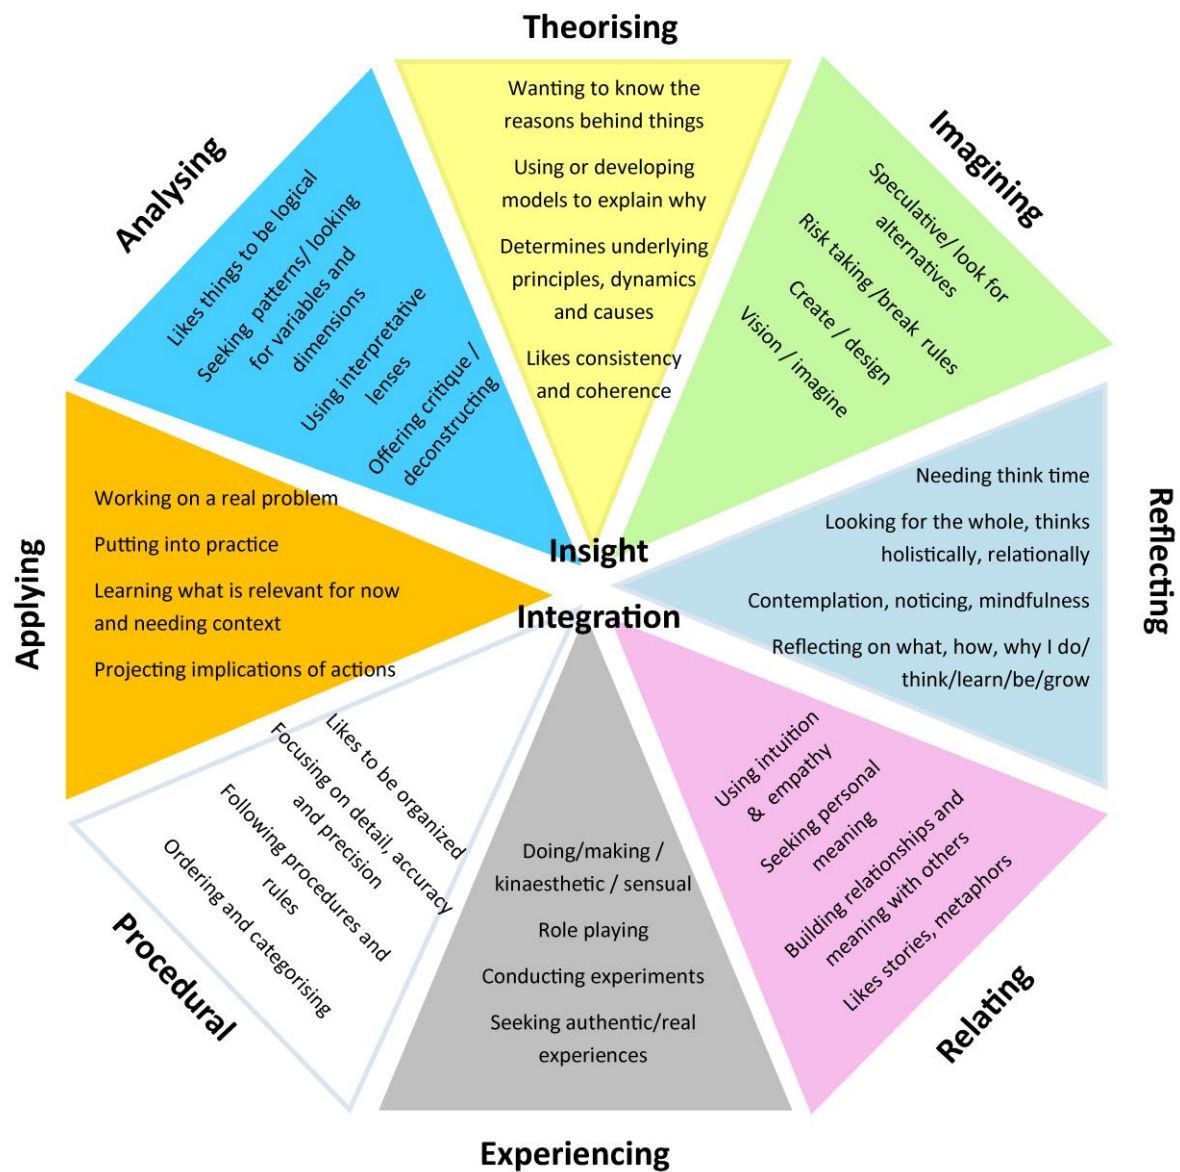 Theorising
Wanting to know the
reasons behind things
Using or developing
models to explain why
Determines underlying
principles, dynamics
and causes
Likes consistency
and coherence
Imagining
Speculative/ look for
alternatives
Risk taking /break rules
Create / design
Vision / imagine
Reflecting
Needing think time
Looking for the whole, thinks
holistically, relationally
Contemplation, noticing, mindfulness
Reflecting on what, how, why I do/
think/learn/be/grow
Relating
Using intuition
& empathy
Seeking personal
meaning
Building relationships and
meaning with others
Likes stories, metaphors
Experiencing
Doing/making /
kinaesthetic / sensual
Role playing
Conducting experiments
Seeking authentic/real
experiences
Procedural
Likes to be organized
Focusing on detail, accuracy
and precision
Following procedures and
rules
Ordering and categorising
Applying
Working on a real problem
Putting into practice
Learning what is relevant for now
and needing context
Projecting implications of actions
Analysing
Likes things to be logical
Seeking patterns/ looking
for variables and
dimensions
Using interpretative
lenses
Offering critique /
deconstructing
Insight
Integration